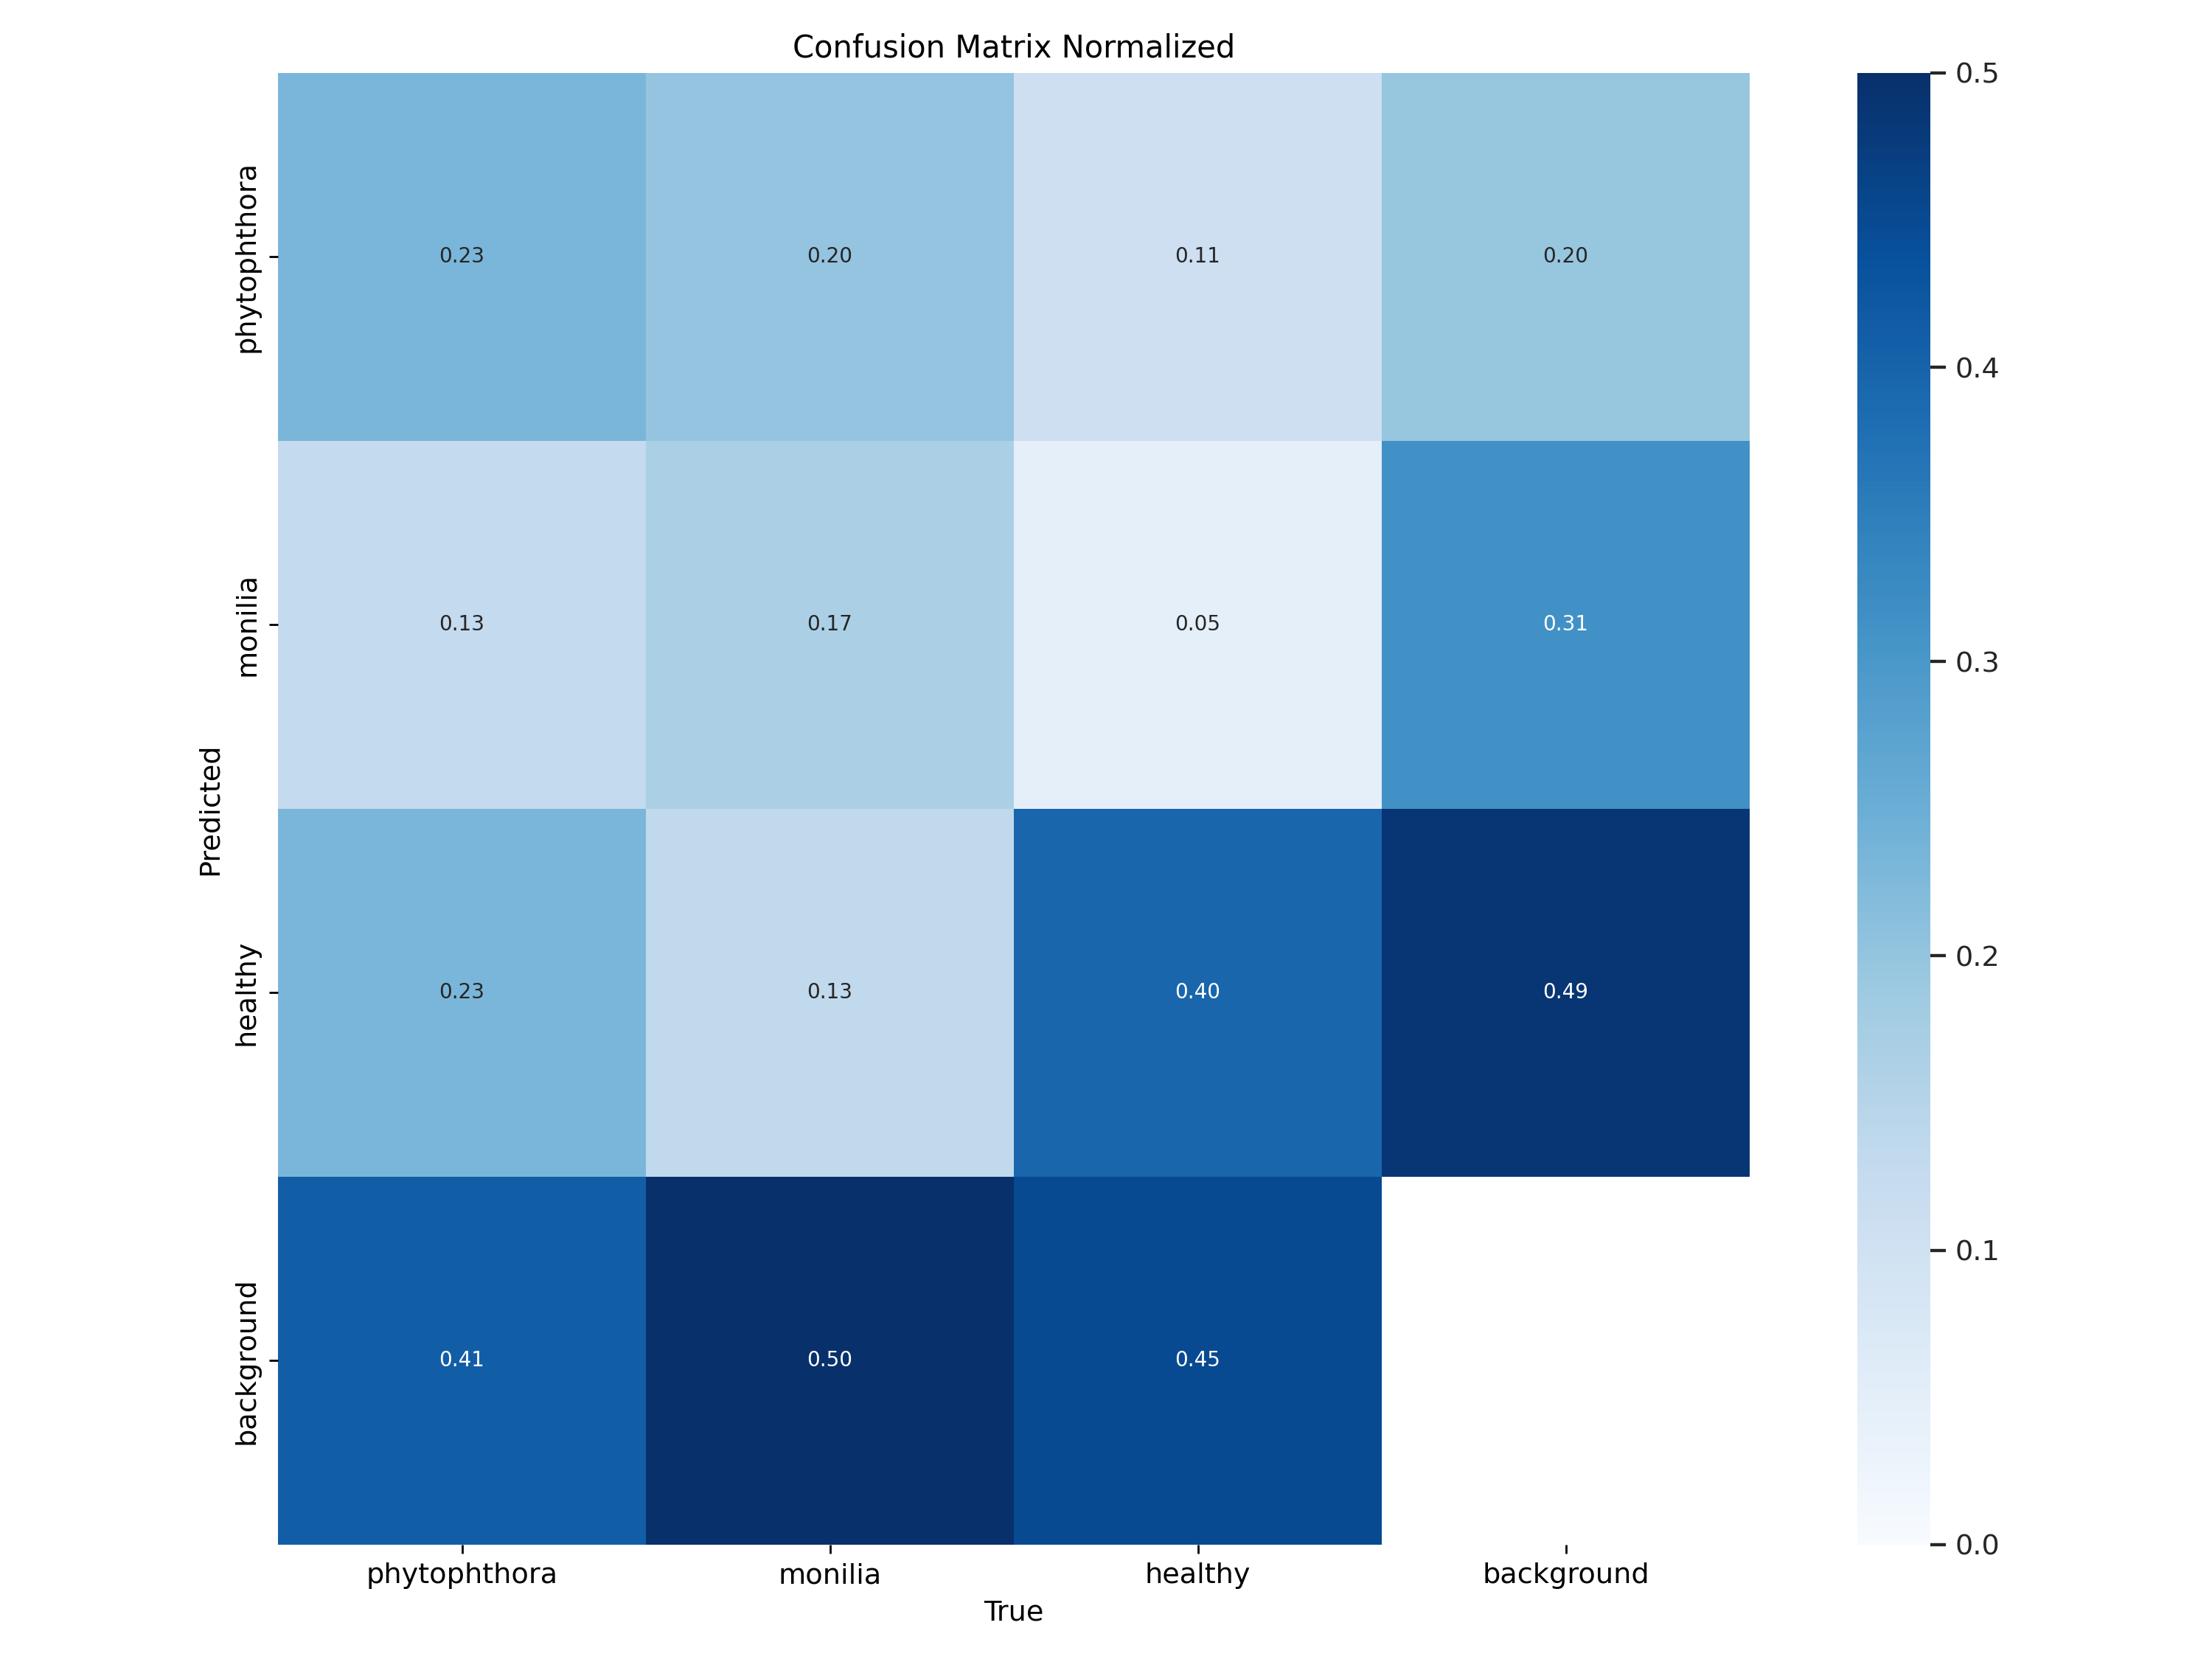 Confusion Matrix Normalized
phytophthora
0.23
0.20
0.11
0.20
monilia
0.13
0.17
0.05
0.31
healthy
0.23
0.13
0.40
0.49
background
0.41
0.50
0.45
Predicted
phytophthora
monilia
healthy
background
True
0.5
0.4
0.3
0.2
0.1
0.0